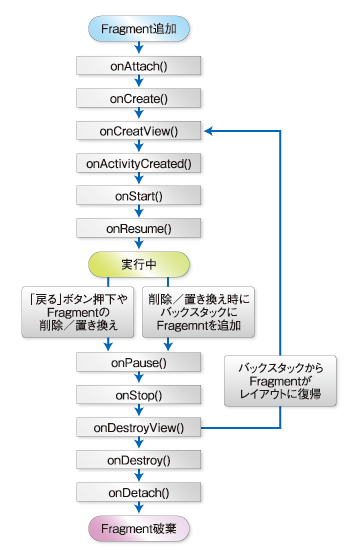 Fragment追加
onAttach()
onCreate()
onCreatView()
onActivityCreated()
onStart()
onResume()
実行中
「戻る」ボタン押下や
Fragmentの
削除／置き換え
削除／置き換え時に
バックスタックに
Fragemntを追加
onPause()
onStop()
onDestroyView()
バックスタックから
Fragmentが
レイアウトに復帰
onDestroy()
onDetach()
Fragment破棄